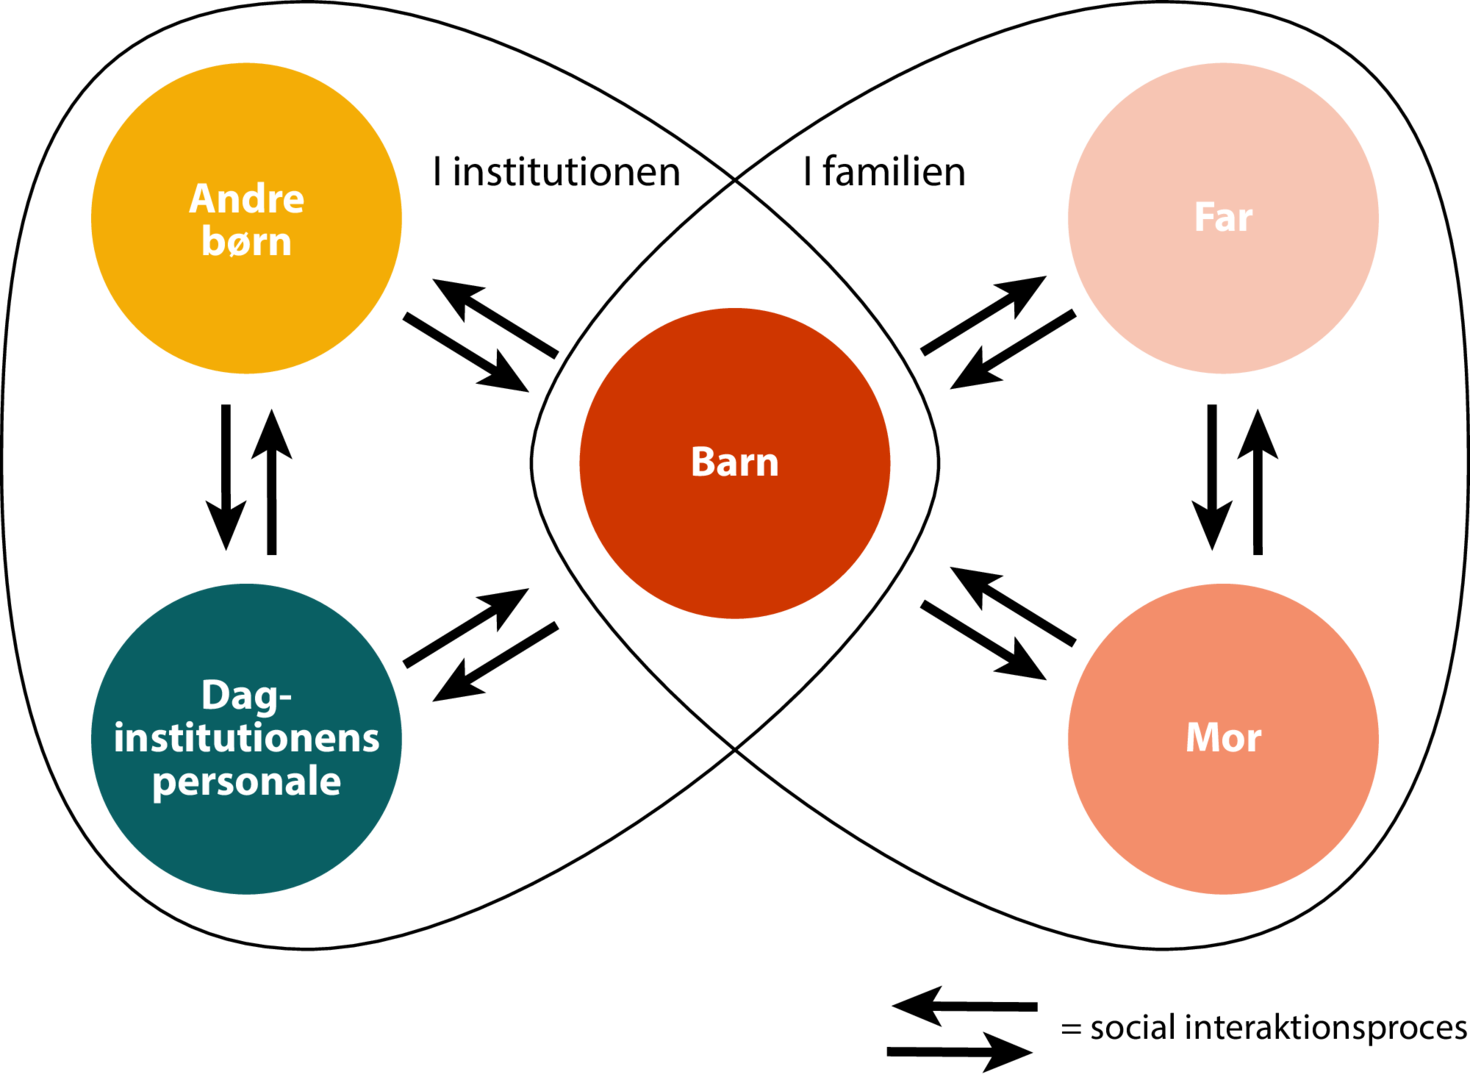 I institutionen
I familien
Andre
børn
Far
Barn
Dag-
institutionens
personale
Mor
= social interaktionsproces